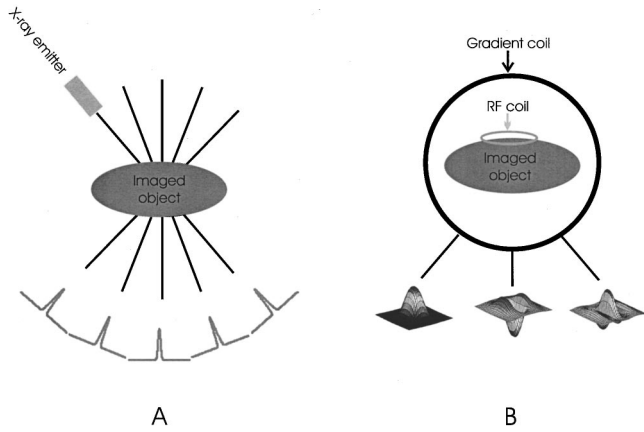 X-ray emitter
Imaged
object
A
Gradient coil
RF coil
Imaged
object
B